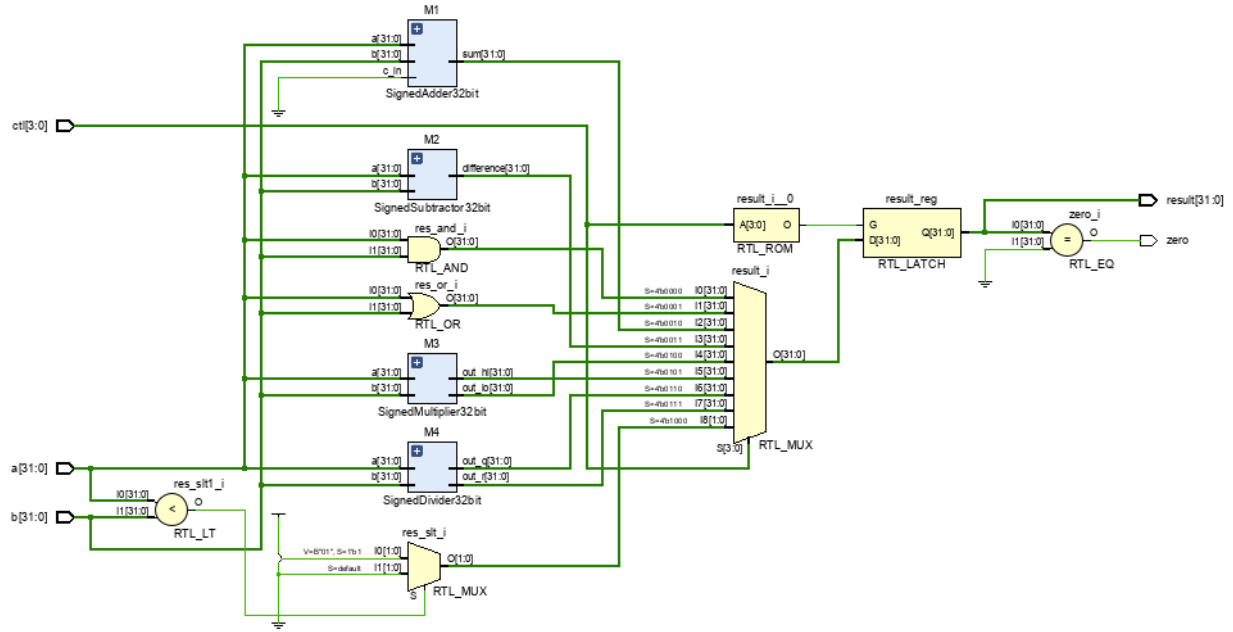 M1
a[31:0]
b[31:0]
c_in
sum[31:0]
SignedAdder32bit
ctl[3:0]
M2
a[31:0]
b[31:0]
difference[31:0]
SignedSubtractor32bit
res_and_i
I0[31:0]
I1[31:0]
O[31:0]
RTL_AND
res_or_i
I0[31:0]
I1[31:0]
O[31:0]
RTL_OR
M3
a[31:0]
b[31:0]
out_hi[31:0]
out_lo[31:0]
SignedMultiplier32bit
M4
a[31:0]
b[31:0]
out_q[31:0]
out_r[31:0]
SignedDivider32bit
a[31:0]
b[31:0]
res_slt1_i
I0[31:0]
I1[31:0]
<
O
RTL_LT
res_slt_i
V=B"01", S=1'b1
I0[1:0]
S=default
I1[1:0]
O[1:0]
S
RTL_MUX
result_i__0
A[3:0]
O
RTL_ROM
result_i
S=4'b0000
I0[31:0]
S=4'b0001
I1[31:0]
S=4'b0010
I2[31:0]
S=4'b0011
I3[31:0]
S=4'b0100
I4[31:0]
S=4'b0101
I5[31:0]
S=4'b0110
I6[31:0]
S=4'b0111
I7[31:0]
S=4'b1000
I8[1:0]
O[31:0]
S[3:0]
RTL_MUX
result_reg
G
D[31:0]
Q[31:0]
RTL_LATCH
zero_i
I0[31:0]
I1[31:0]
=
O
RTL_EQ
result[31:0]
zero